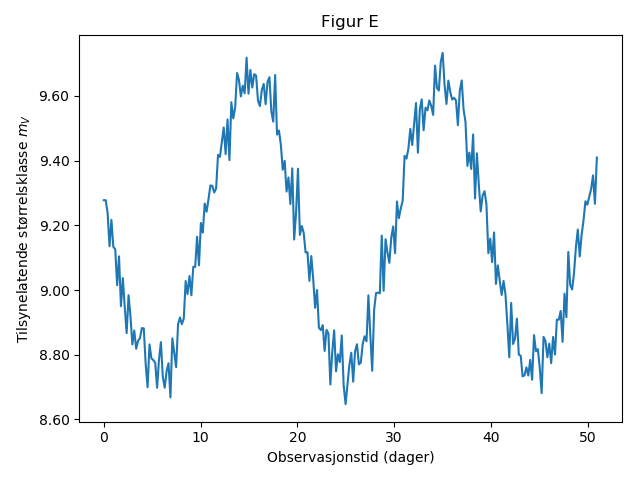 Figur E
Tilsynelatende størrelsklasse $m_V$
9.60
9.40
9.20
9.00
8.80
8.60
0 10 20 30 40 50
Observasjonstid (dager)